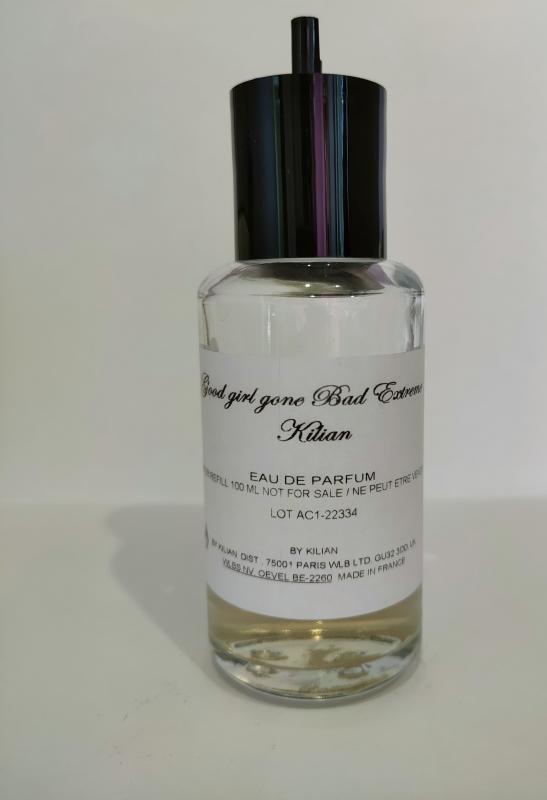 Good girl gone Bad Extreme
Kilian
EAU DE PARFUM
REFILL 100 ML NOT FOR SALE / NE PEUT ETRE
LOT AC1-22334
BY KILIAN
BY KILIAN DIST . 75001 PARIS WLB LTD. GU32 3QD, UK
WLBS NV OEVEL BE-2260 MADE IN FRANCE